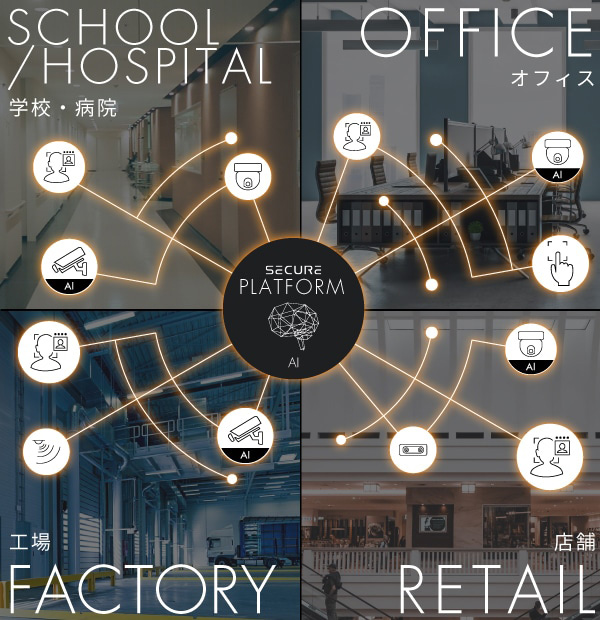 SCHOOL
/HOSPITAL
学校・病院
OFFICE
オフィス
AI
AI
SECURE
PLATFORM
AI
AI
AI
工場
FACTORY
店舗
RETAIL